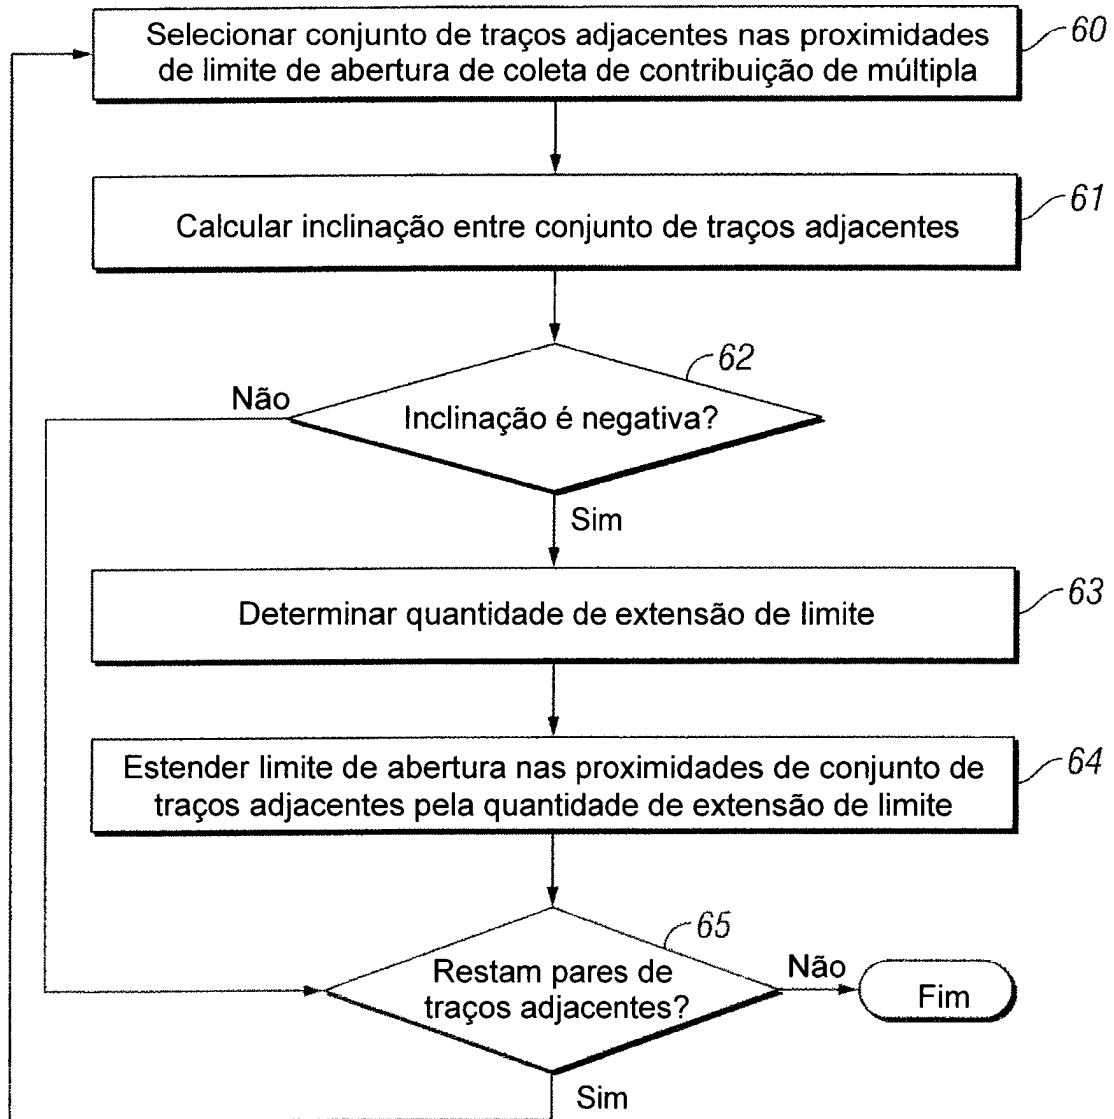 Selecionar conjunto de traços adjacentes nas proximidades
de limite de abertura de coleta de contribuição de múltipla
60
Calcular inclinação entre conjunto de traços adjacentes
61
62
Não
Inclinação é negativa?
Sim
Determinar quantidade de extensão de limite
63
Estender limite de abertura nas proximidades de conjunto de
traços adjacentes pela quantidade de extensão de limite
64
65
Restam pares de
traços adjacentes?
Não
Fim
Sim